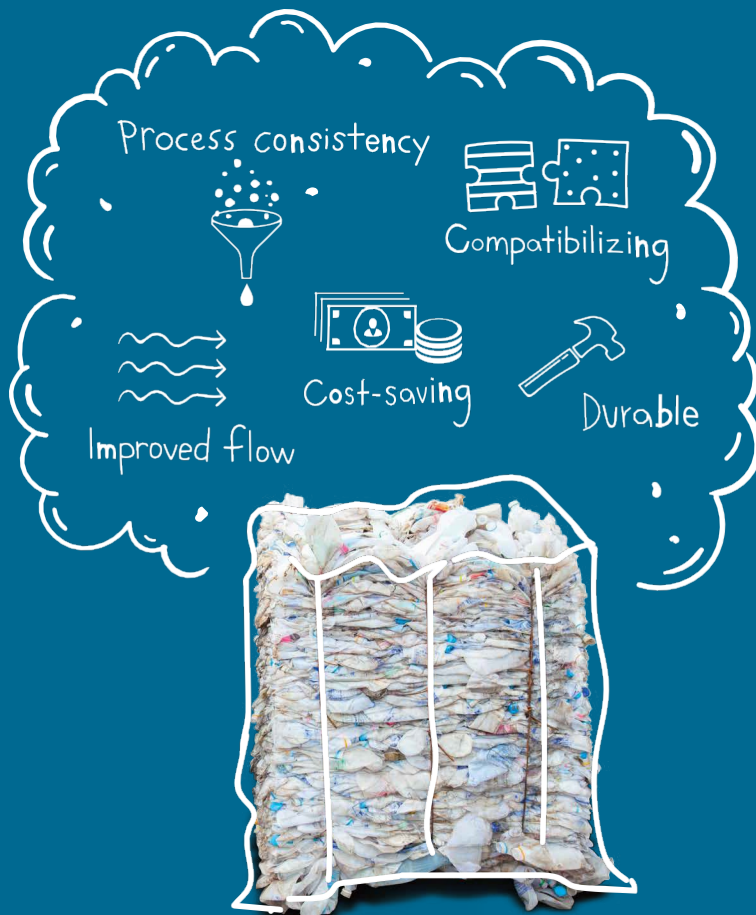 Process consistency
Compatibilizing
Cost-saving
Durable
Improved flow